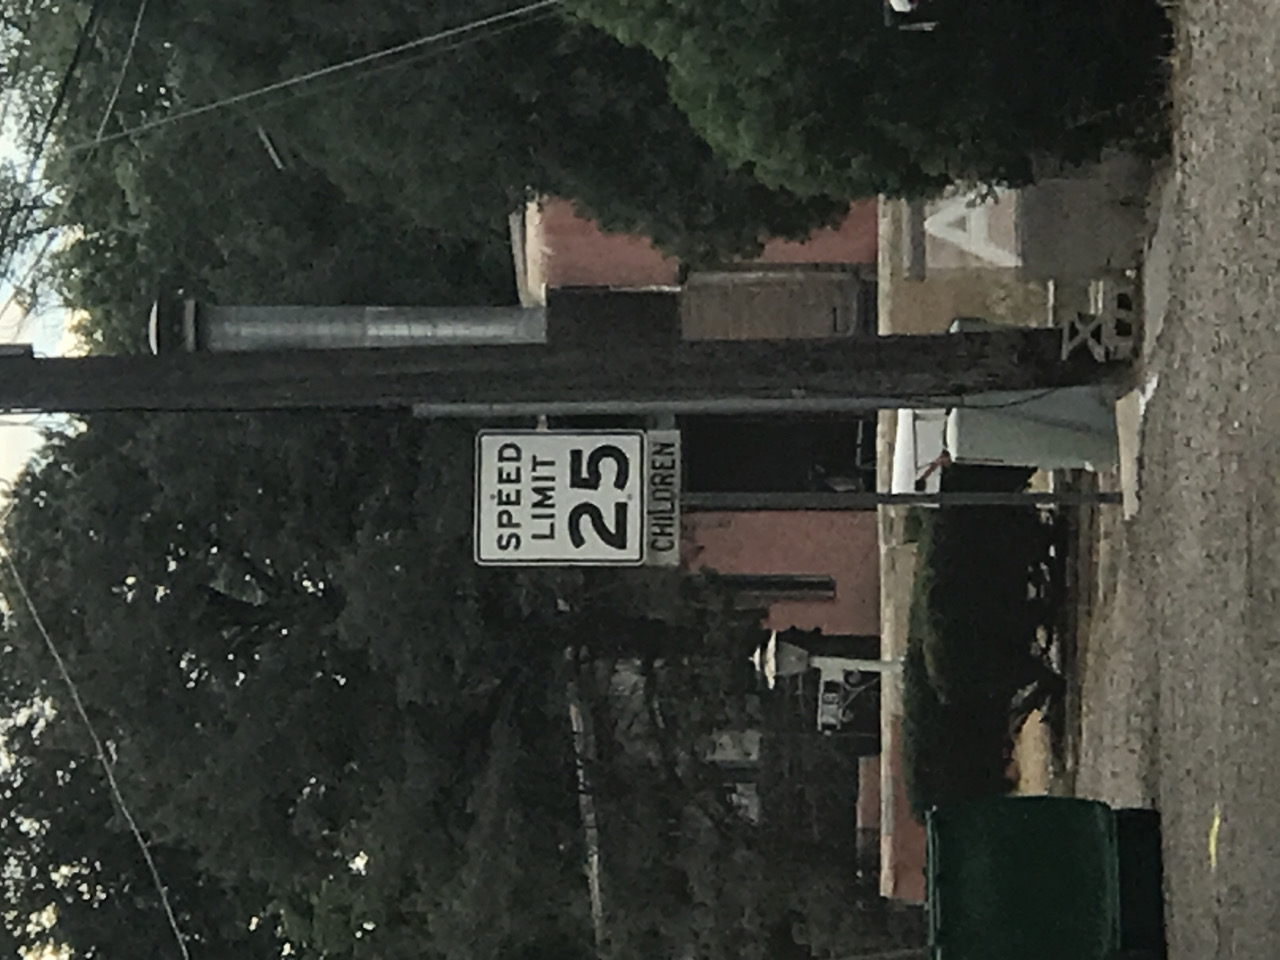 SPEED
LIMIT
25
CHILDREN
A